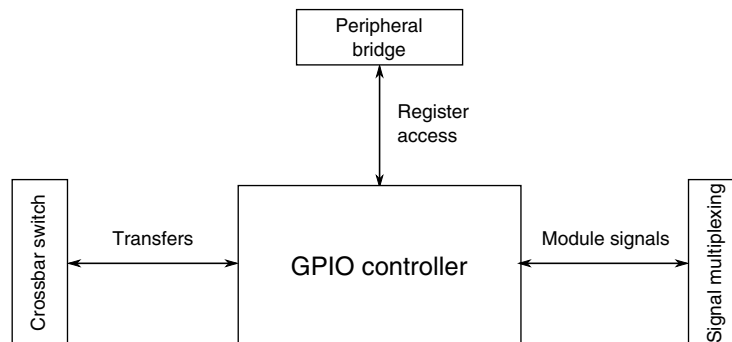 Peripheral
bridge
Register
access
Crossbar switch
Transfers
GPIO controller
Module signals
Signal multiplexing